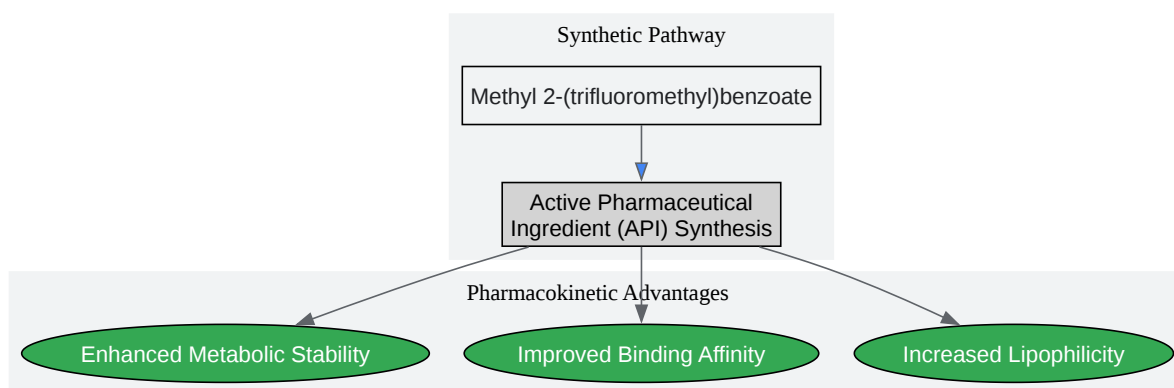 Synthetic Pathway
Methyl 2-(trifluoromethyl)benzoate
Active Pharmaceutical
Ingredient (API) Synthesis
Pharmacokinetic Advantages
Enhanced Metabolic Stability
Improved Binding Affinity
Increased Lipophilicity